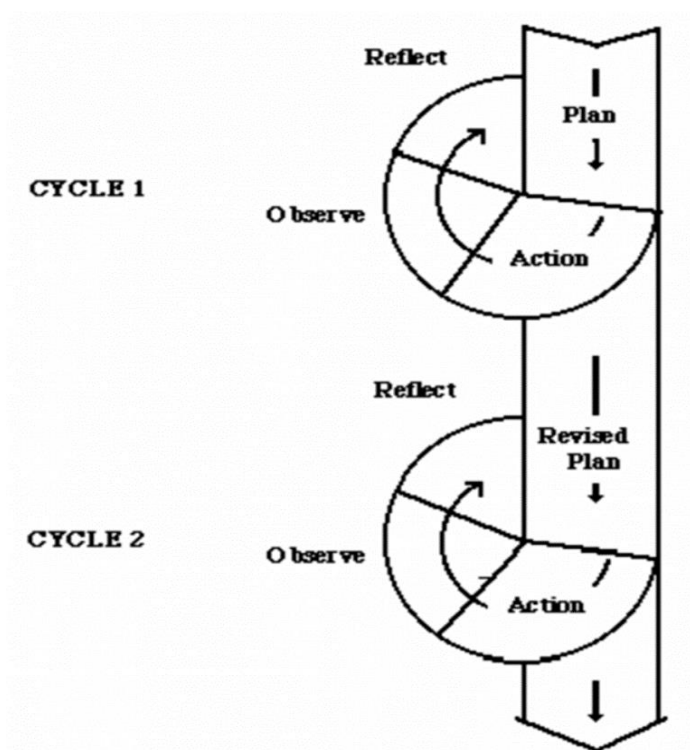 Reflect
Plan
CYCLE 1
Observe
Action
Reflect
Revised
Plan
CYCLE 2
Observe
Action